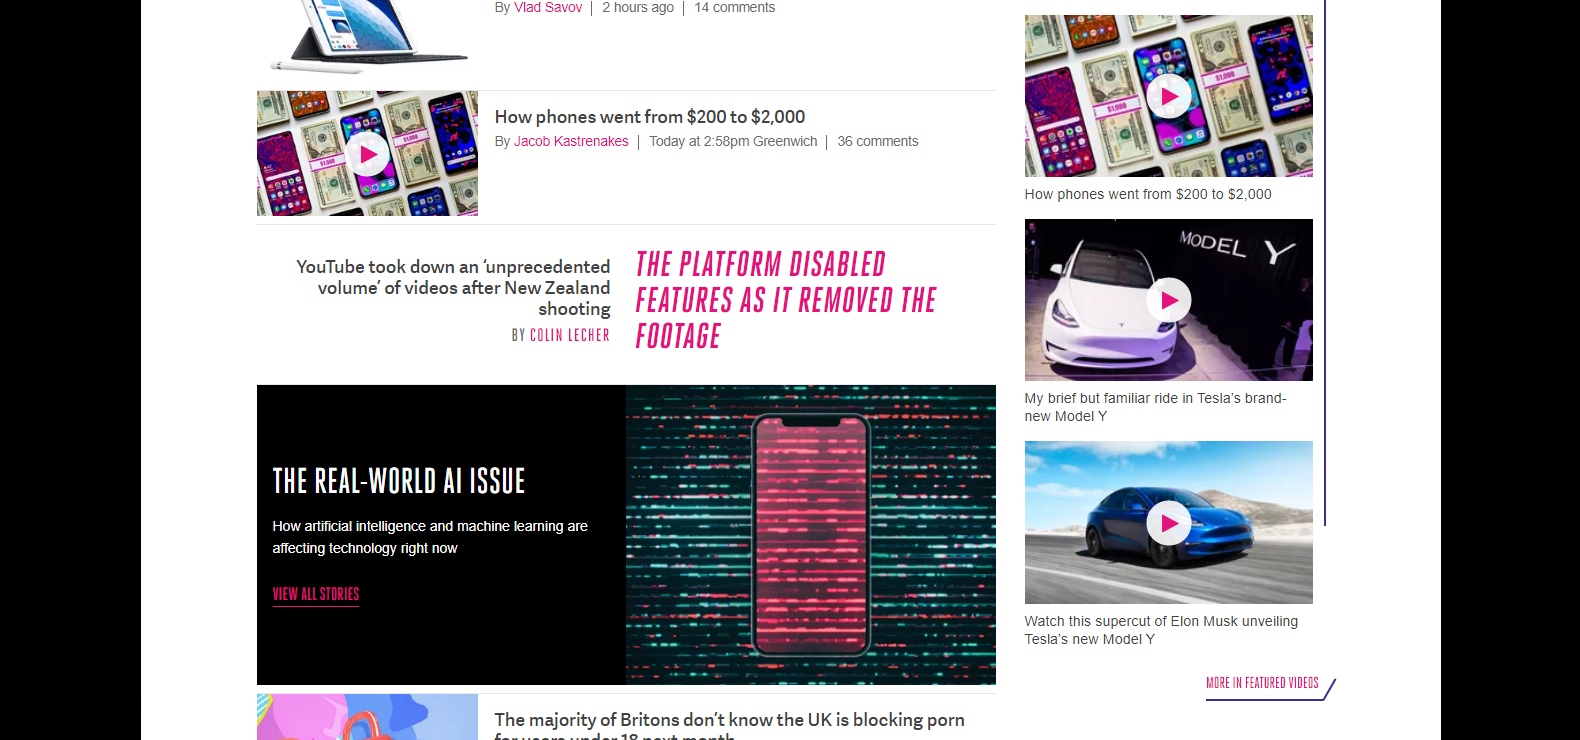 By Vlad Savov | 2 hours ago | 14 comments
How phones went from $200 to $2,000
By Jacob Kastrenakes | Today at 2:58pm Greenwich | 36 comments
YouTube took down an ‘unprecedented
volume’ of videos after New Zealand
shooting
BY COLIN LECHER
THE PLATFORM DISABLED
FEATURES AS IT REMOVED THE
FOOTAGE
THE REAL-WORLD AI ISSUE
How artificial intelligence and machine learning are
affecting technology right now
VIEW ALL STORIES
The majority of Britons don’t know the UK is blocking porn
for users under 18 next month
$1,000
$1,000
How phones went from $200 to $2,000
MODEL Y
My brief but familiar ride in Tesla’s brand-
new Model Y
Watch this supercut of Elon Musk unveiling
Tesla’s new Model Y
MORE IN FEATURED VIDEOS